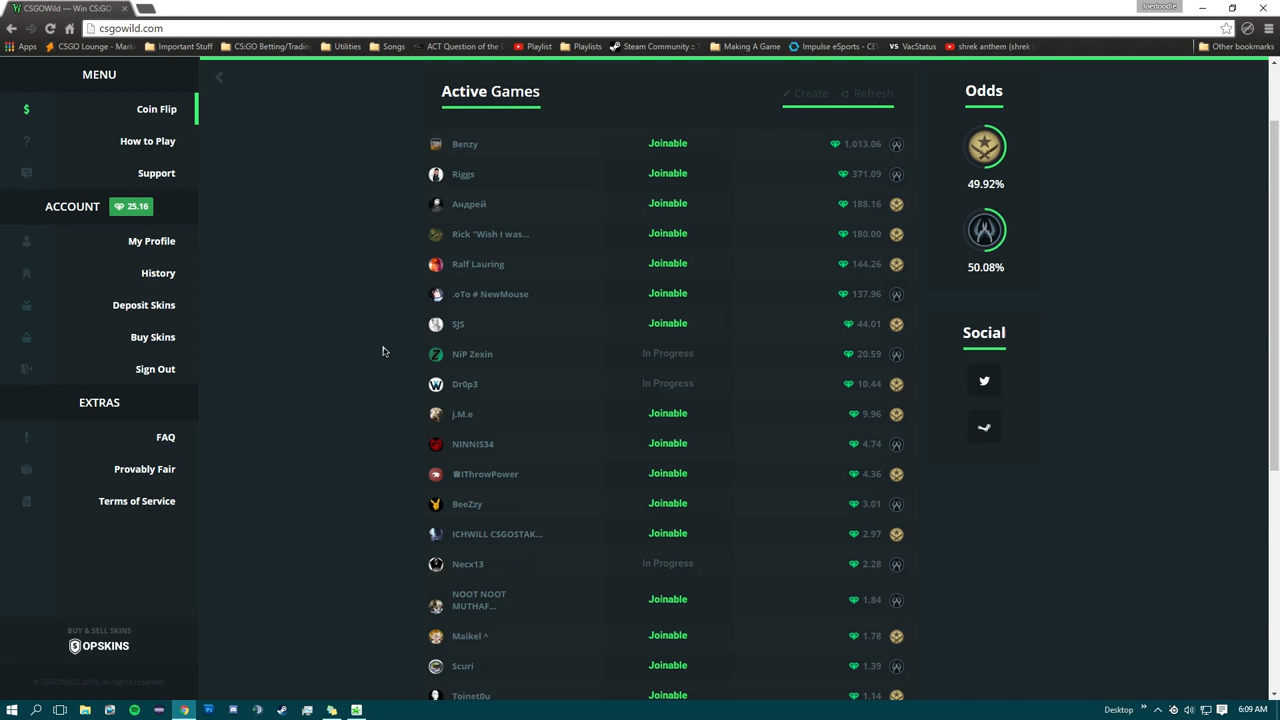 CSGOWild — Win CS:GO
Joedoodle
csgowild.com
Apps
CSGO Lounge - Mark
Important Stuff
CS:GO Betting/Tradin
Utilities
Songs
ACT Question of the
Playlist
Playlists
Steam Community ::
Making A Game
Impulse eSports - CEV
vs VacStatus
shrek anthem (shrek
Other bookmarks
MENU
Coin Flip
How to Play
Support
ACCOUNT 25.16
My Profile
History
Deposit Skins
Buy Skins
Sign Out
EXTRAS
FAQ
Provably Fair
Terms of Service
BUY & SELL SKINS
OPSKINS
© CSGOWILD, 2015. All rights reserved.
Active Games
Create
Refresh
Benzy Joinable 1,013.06
Riggs Joinable 371.09
Андрей Joinable 188.16
Rick "Wish I was... Joinable 180.00
Ralf Lauring Joinable 144.26
.oTo # NewMouse Joinable 137.96
SJS Joinable 44.01
NiP Zexin In Progress 20.59
Dr0p3 In Progress 10.44
j.M.e Joinable 9.96
NINNIS34 Joinable 4.74
☎IThrowPower Joinable 4.36
BeeZzy Joinable 3.01
ICHWILL CSGOSTAK... Joinable 2.97
Necx13 In Progress 2.28
NOOT NOOT
MUTHAF... Joinable 1.84
Maikel ^ Joinable 1.78
Scuri Joinable 1.39
Toinet0u Joinable 1.14
Odds
49.92%
50.08%
Social
Desktop
6:09 AM